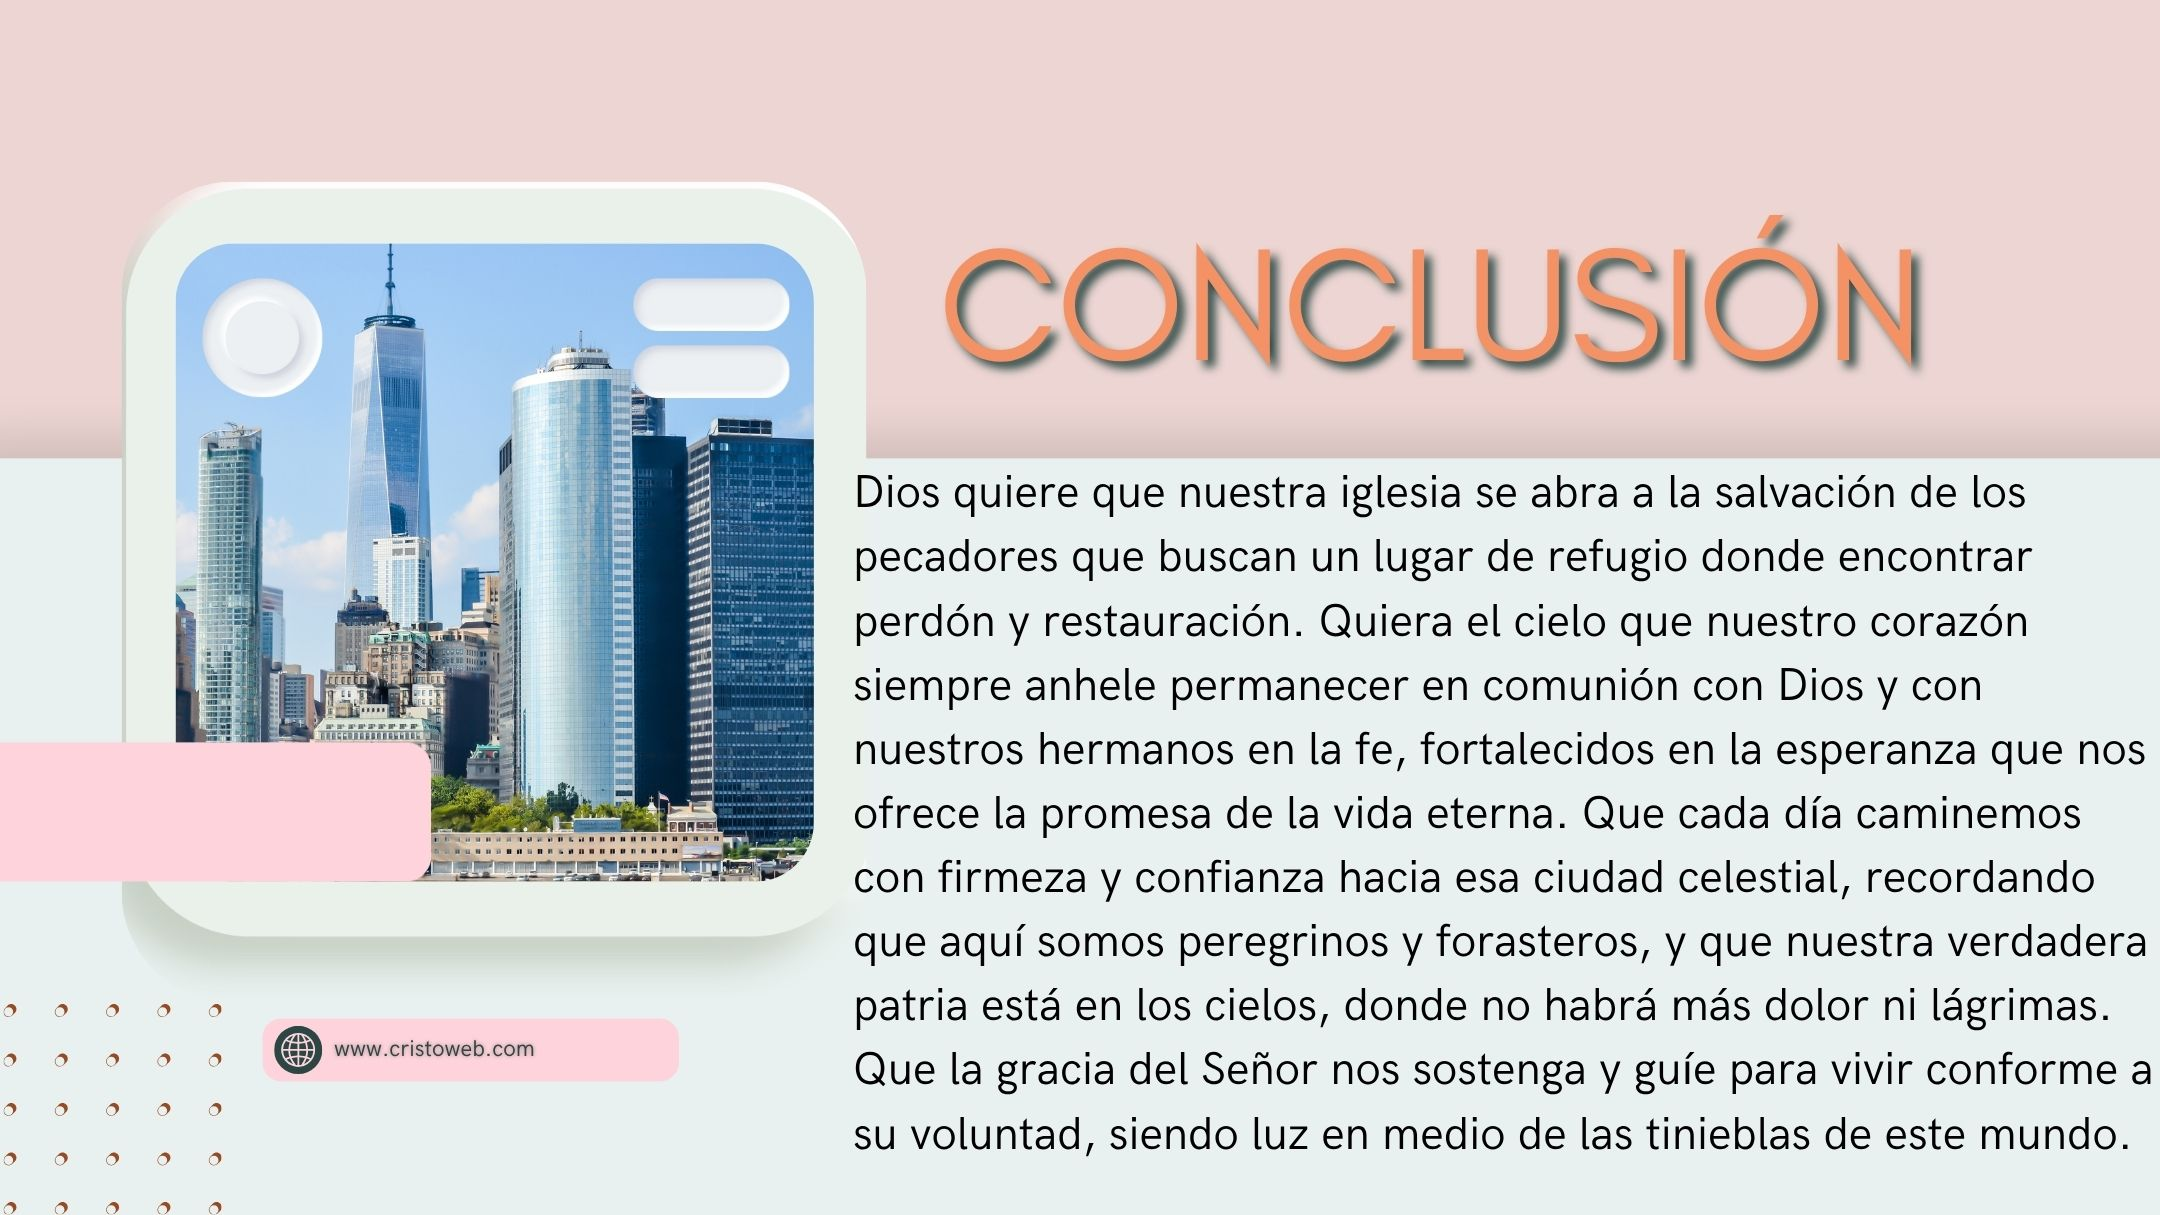 CONCLUSIÓN
Dios quiere que nuestra iglesia se abra a la salvación de los
pecadores que buscan un lugar de refugio donde encontrar
perdón y restauración. Quiera el cielo que nuestro corazón
siempre anhele permanecer en comunión con Dios y con
nuestros hermanos en la fe, fortalecidos en la esperanza que nos
ofrece la promesa de la vida eterna. Que cada día caminemos
con firmeza y confianza hacia esa ciudad celestial, recordando
que aquí somos peregrinos y forasteros, y que nuestra verdadera
patria está en los cielos, donde no habrá más dolor ni lágrimas.
Que la gracia del Señor nos sostenga y guíe para vivir conforme a
su voluntad, siendo luz en medio de las tinieblas de este mundo.
www.cristoweb.com